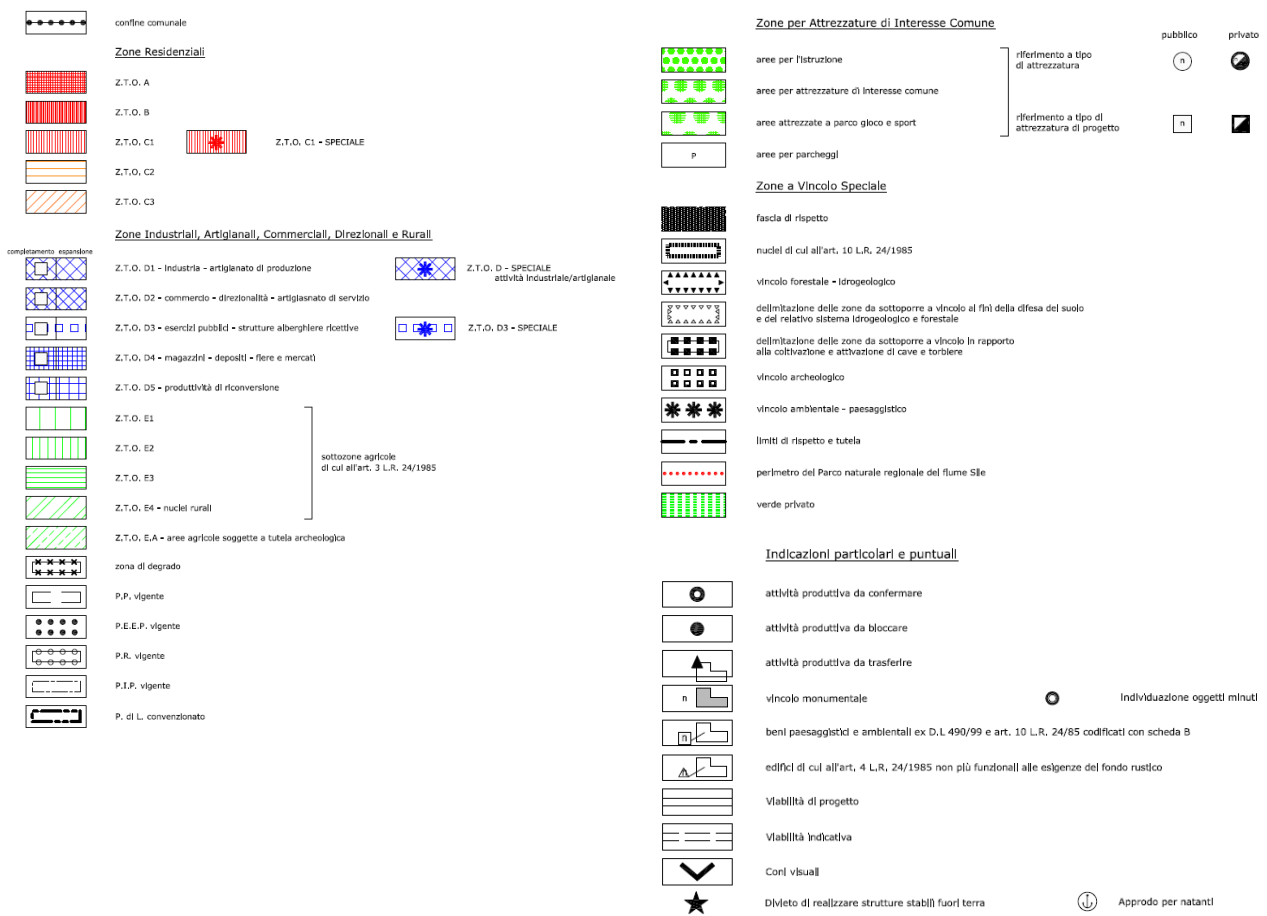 confine comunale
Zone Residenziali
Z.T.O. A
Z.T.O. B
Z.T.O. C1
Z.T.O. C1 - SPECIALE
Z.T.O. C2
Z.T.O. C3
Zone Industriali, Artigianali, Commerciali, Direzionali e Rurali
completamento espansione
Z.T.O. D1 - industria - artigianato di produzione
Z.T.O. D - SPECIALE
attività industriale/artigianale
Z.T.O. D2 - commercio - direzionalità - artigiasnato di servizio
Z.T.O. D3 - esercizi pubblici - strutture alberghiere ricettive
Z.T.O. D3 - SPECIALE
Z.T.O. D4 - magazzini - depositi - fiere e mercati
Z.T.O. D5 - produttività di riconversione
Z.T.O. E1
Z.T.O. E2
sottozone agricole
di cui all'art. 3 L.R. 24/1985
Z.T.O. E3
Z.T.O. E4 - nuclei rurali
Z.T.O. E.A - aree agricole soggette a tutela archeologica
zona di degrado
P.P. vigente
P.E.E.P. vigente
P.R. vigente
P.I.P. vigente
P. di L. convenzionato
Zone per Attrezzature di Interesse Comune
pubblico
privato
aree per l'istruzione
riferimento a tipo
di attrezzatura
n
aree per attrezzature di interesse comune
aree attrezzate a parco gioco e sport
riferimento a tipo di
attrezzatura di progetto
n
P
aree per parcheggi
Zone a Vincolo Speciale
fascia di rispetto
nuclei di cui all'art. 10 L.R. 24/1985
vincolo forestale - idrogeologico
delimitazione delle zone da sottoporre a vincolo ai fini della difesa del suolo
e del relativo sistema idrogeologico e forestale
delimitazione delle zone da sottoporre a vincolo in rapporto
alla coltivazione e attivazione di cave e torbiere
vincolo archeologico
vincolo ambientale - paesaggistico
limiti di rispetto e tutela
perimetro del Parco naturale regionale del fiume Sile
verde privato
Indicazioni particolari e puntuali
attività produttiva da confermare
attività produttiva da bloccare
attività produttiva da trasferire
n
vincolo monumentale
individuazione oggetti minuti
n
beni paesaggistici e ambientali ex D.L 490/99 e art. 10 L.R. 24/85 codificati con scheda B
n
edifici di cui all'art. 4 L.R. 24/1985 non più funzionali alle esigenze del fondo rustico
Viabilità di progetto
Viabilità indicativa
Coni visuali
Divieto di realizzare strutture stabili fuori terra
Approdo per natanti